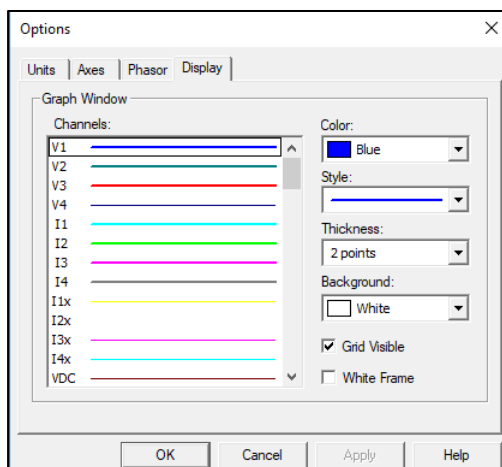 Options
Units
Axes
Phasor
Display
Graph Window
Channels:
V1
V2
V3
V4
I1
I2
I3
I4
I1x
I2x
I3x
I4x
VDC
Color:
Blue
Style:
Thickness:
2 points
Background:
White
Grid Visible
White Frame
OK
Cancel
Apply
Help